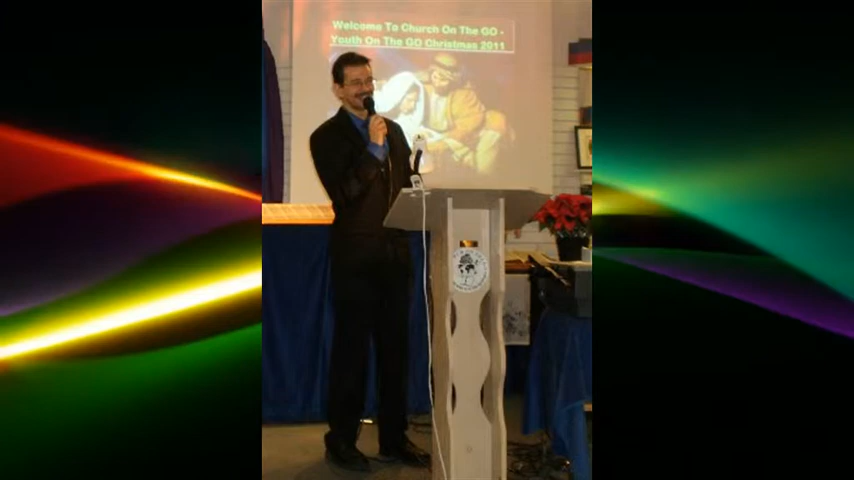 Welcome To Church On The GO -
Youth On The GO Christmas 2011